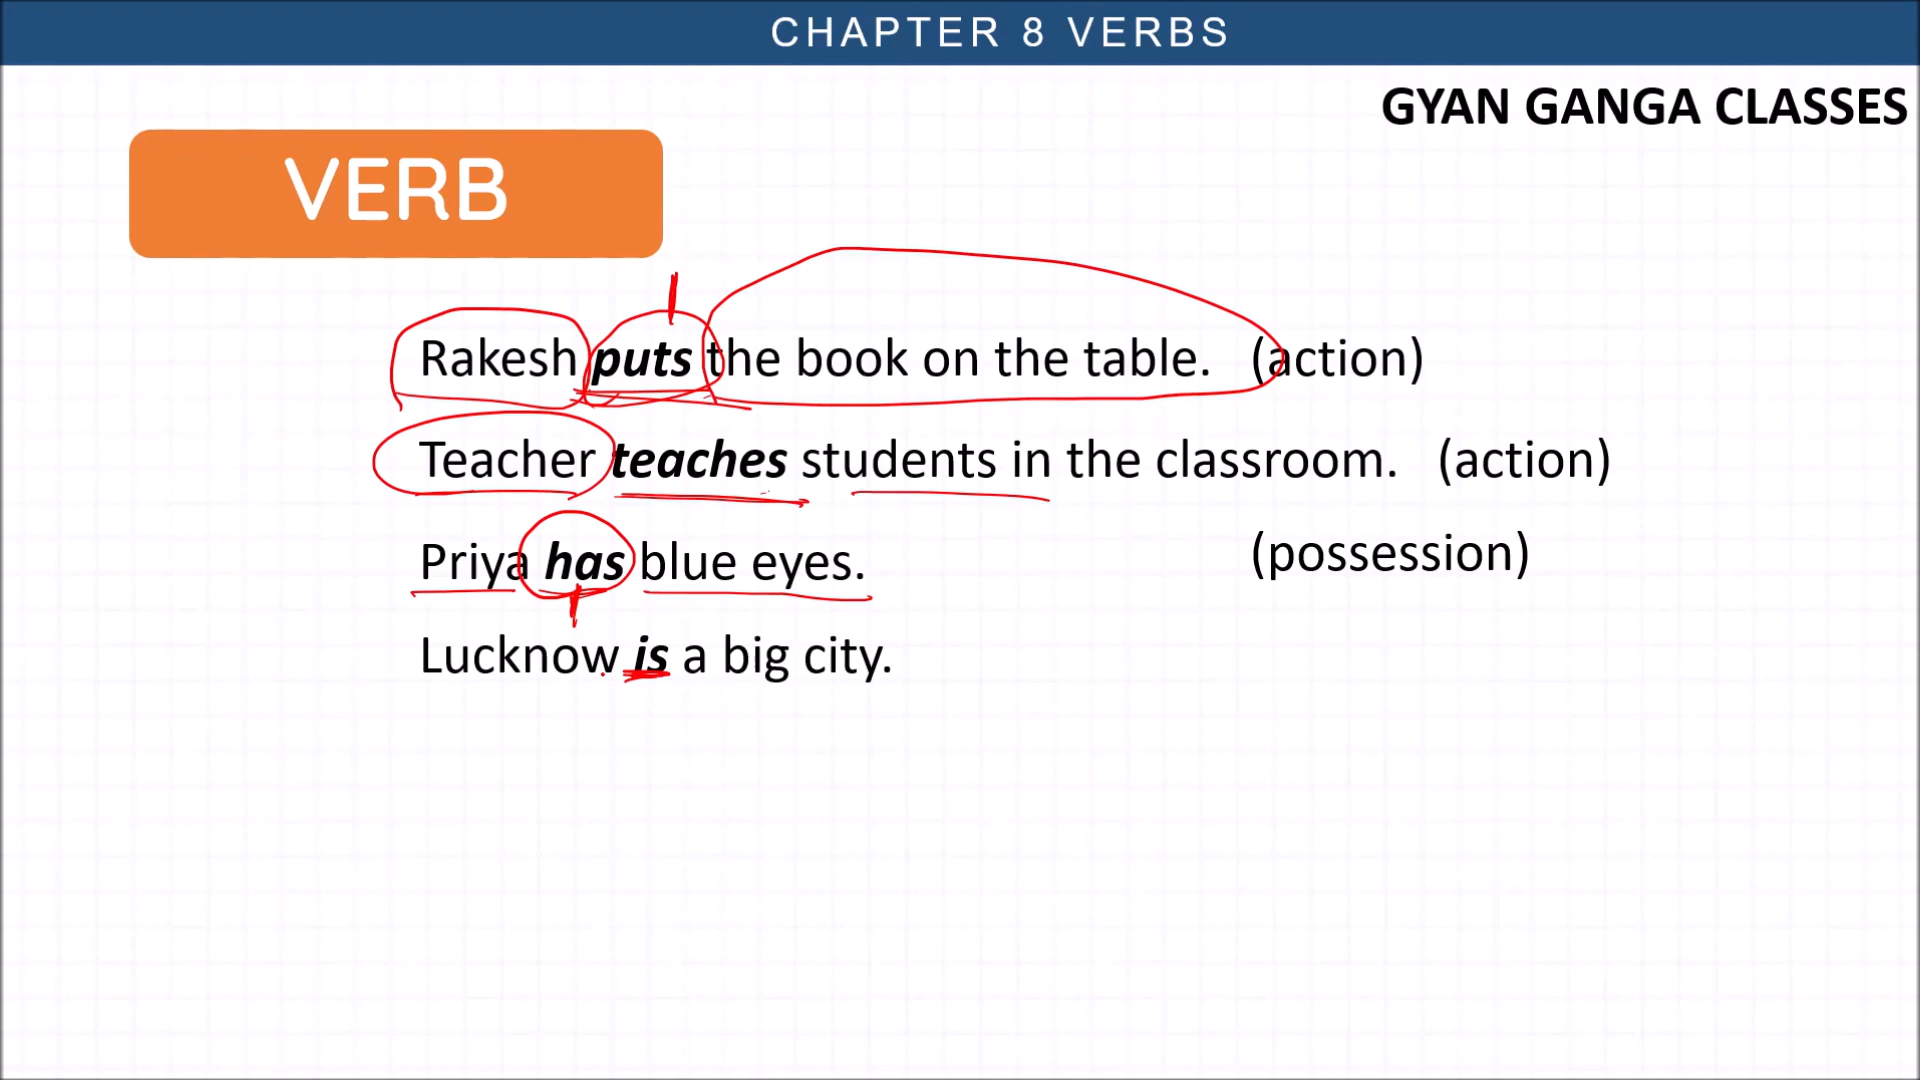 CHAPTER 8 VERBS
GYAN GANGA CLASSES
VERB
Rakesh puts the book on the table. (action)
Teacher teaches students in the classroom. (action)
Priya has blue eyes. (possession)
Lucknow is a big city.